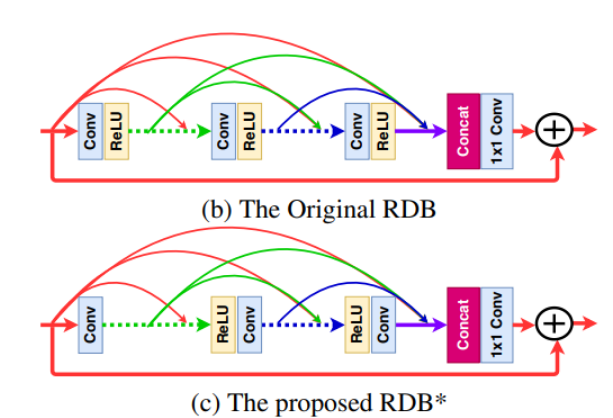 Conv ReLU Conv ReLU Conv ReLU Concat 1x1 Conv
(b) The Original RDB
Conv ReLU Conv ReLU Conv Concat 1x1 Conv
(c) The proposed RDB*